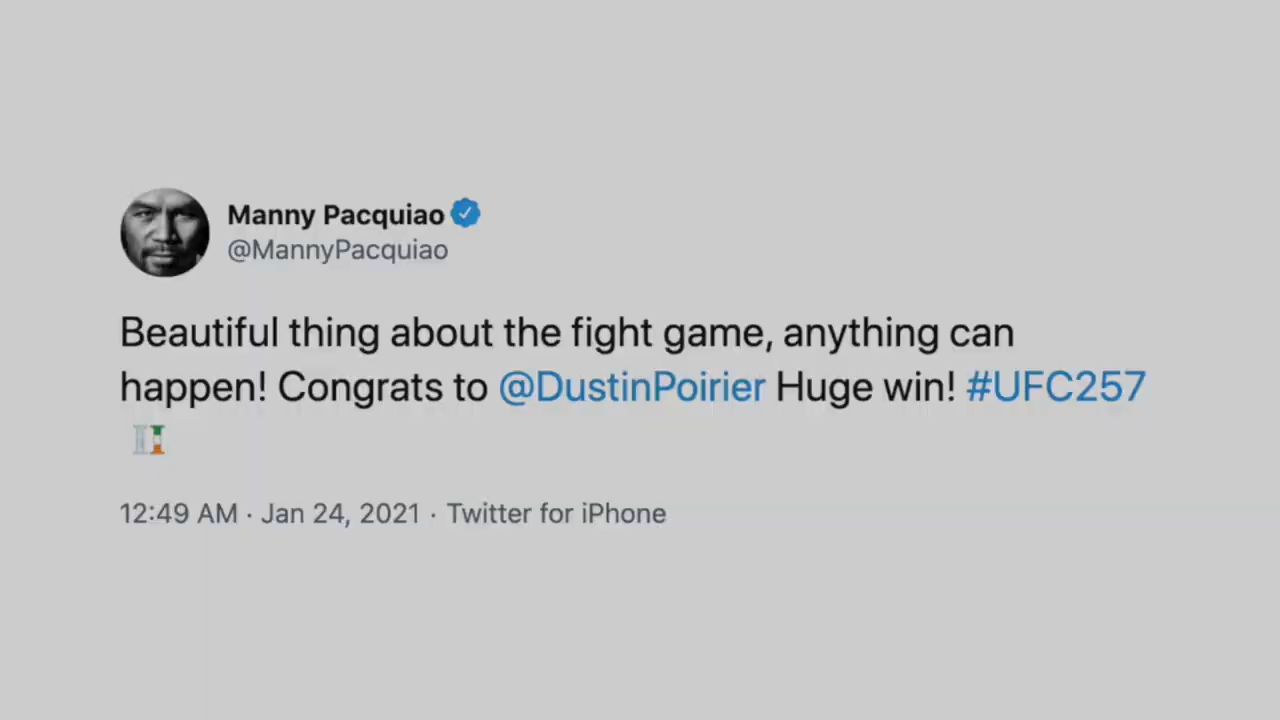 Manny Pacquiao
@MannyPacquiao
Beautiful thing about the fight game, anything can
happen! Congrats to @DustinPoirier Huge win! #UFC257
12:49 AM · Jan 24, 2021 · Twitter for iPhone